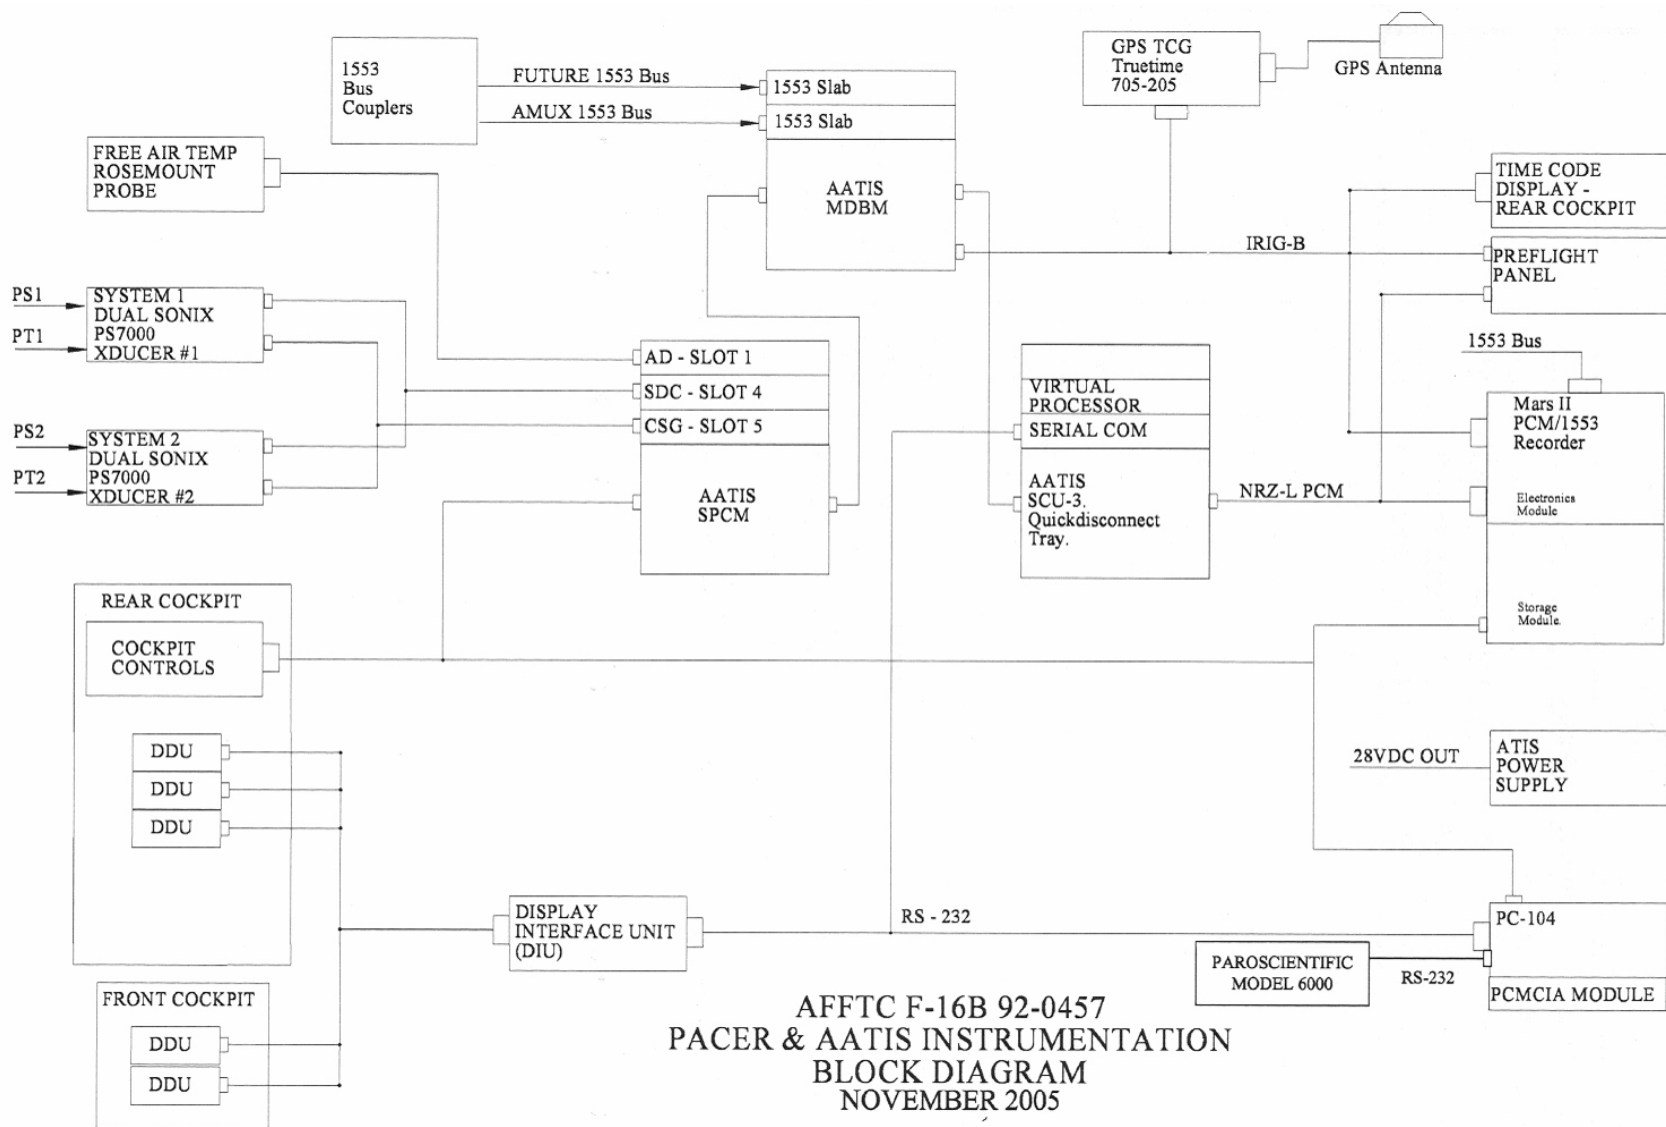 1553
Bus
Couplers
FUTURE 1553 Bus
AMUX 1553 Bus
1553 Slab
1553 Slab
AATIS
MDBM
GPS TCG
Truetime
705-205
GPS Antenna
FREE AIR TEMP
ROSEMOUNT
PROBE
TIME CODE
DISPLAY -
REAR COCKPIT
IRIG-B
PREFLIGHT
PANEL
PS1
PT1
SYSTEM 1
DUAL SONIX
PS7000
XDUCER #1
PS2
PT2
SYSTEM 2
DUAL SONIX
PS7000
XDUCER #2
AD - SLOT 1
SDC - SLOT 4
CSG - SLOT 5
AATIS
SPCM
VIRTUAL
PROCESSOR
SERIAL COM
AATIS
SCU-3.
Quickdisconnect
Tray.
NRZ-L PCM
1553 Bus
Mars II
PCM/1553
Recorder
Electronics
Module
Storage
Module.
REAR COCKPIT
COCKPIT
CONTROLS
DDU
DDU
DDU
28VDC OUT
ATIS
POWER
SUPPLY
DISPLAY
INTERFACE UNIT
(DIU)
RS - 232
PC-104
PAROSCIENTIFIC
MODEL 6000
RS-232
PCMCIA MODULE
FRONT COCKPIT
DDU
DDU
AFFTC F-16B 92-0457
PACER & AATIS INSTRUMENTATION
BLOCK DIAGRAM
NOVEMBER 2005